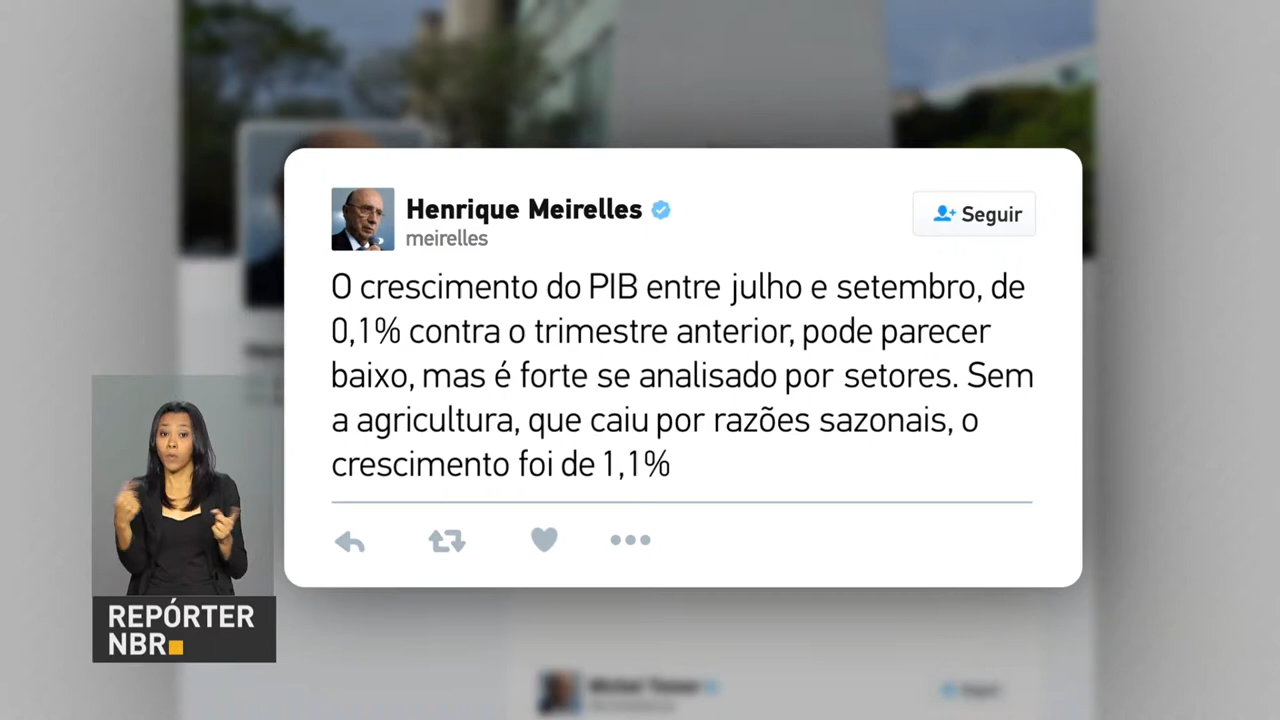 Henrique Meirelles
meirelles
Seguir
O crescimento do PIB entre julho e setembro, de
0,1% contra o trimestre anterior, pode parecer
baixo, mas é forte se analisado por setores. Sem
a agricultura, que caiu por razões sazonais, o
crescimento foi de 1,1%
REPÓRTER
NBR